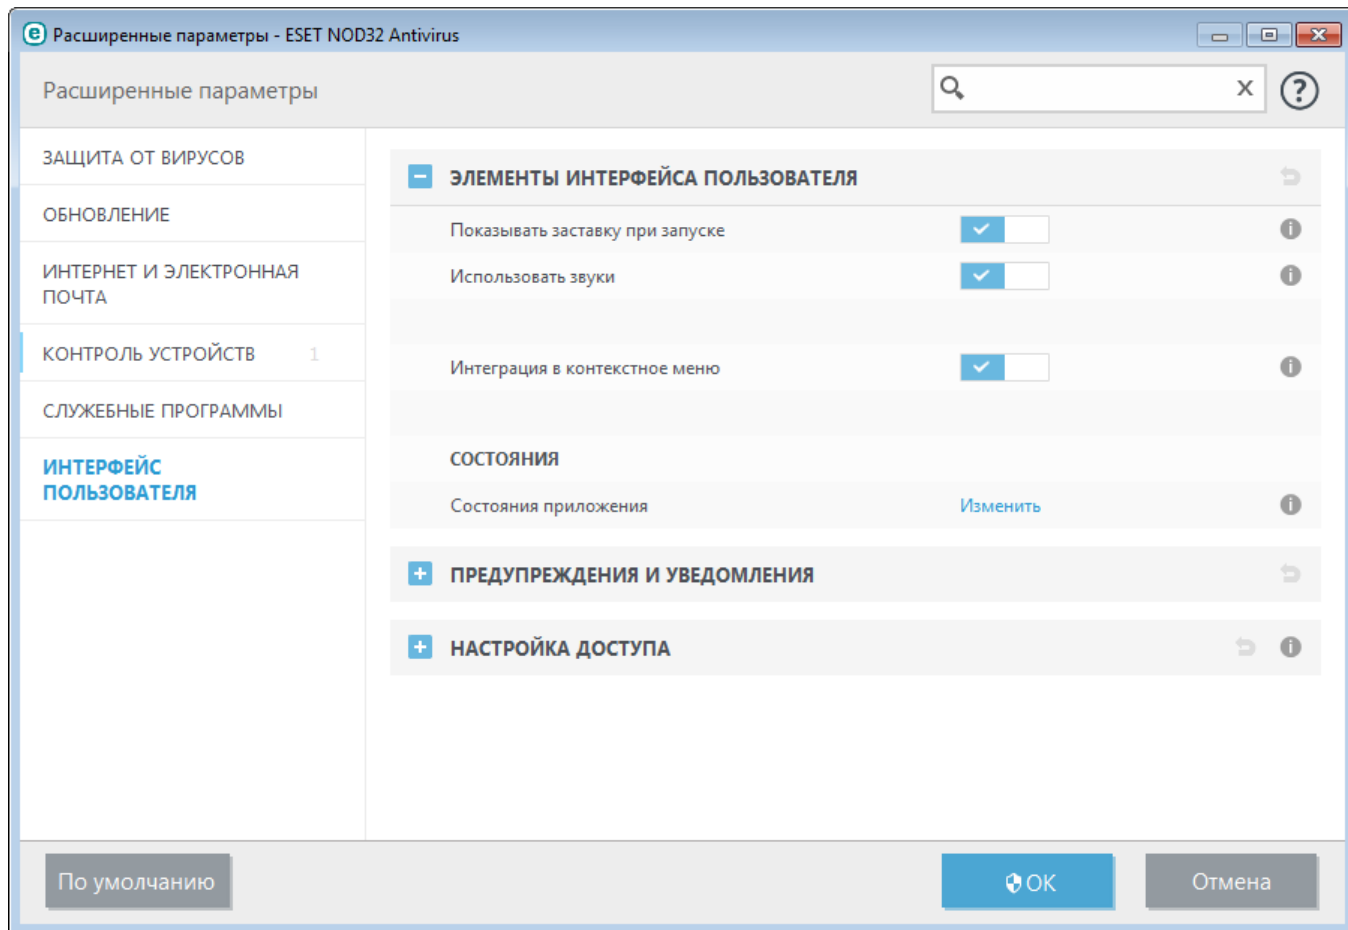 Расширенные параметры - ESET NOD32 Antivirus
Расширенные параметры
ЗАЩИТА ОТ ВИРУСОВ
ОБНОВЛЕНИЕ
ИНТЕРНЕТ И ЭЛЕКТРОННАЯ
ПОЧТА
КОНТРОЛЬ УСТРОЙСТВ 1
СЛУЖЕБНЫЕ ПРОГРАММЫ
ИНТЕРФЕЙС
ПОЛЬЗОВАТЕЛЯ
ЭЛЕМЕНТЫ ИНТЕРФЕЙСА ПОЛЬЗОВАТЕЛЯ
Показывать заставку при запуске
Использовать звуки
Интеграция в контекстное меню
СОСТОЯНИЯ
Состояния приложения Изменить
ПРЕДУПРЕЖДЕНИЯ И УВЕДОМЛЕНИЯ
НАСТРОЙКА ДОСТУПА
По умолчанию
OK
Отмена